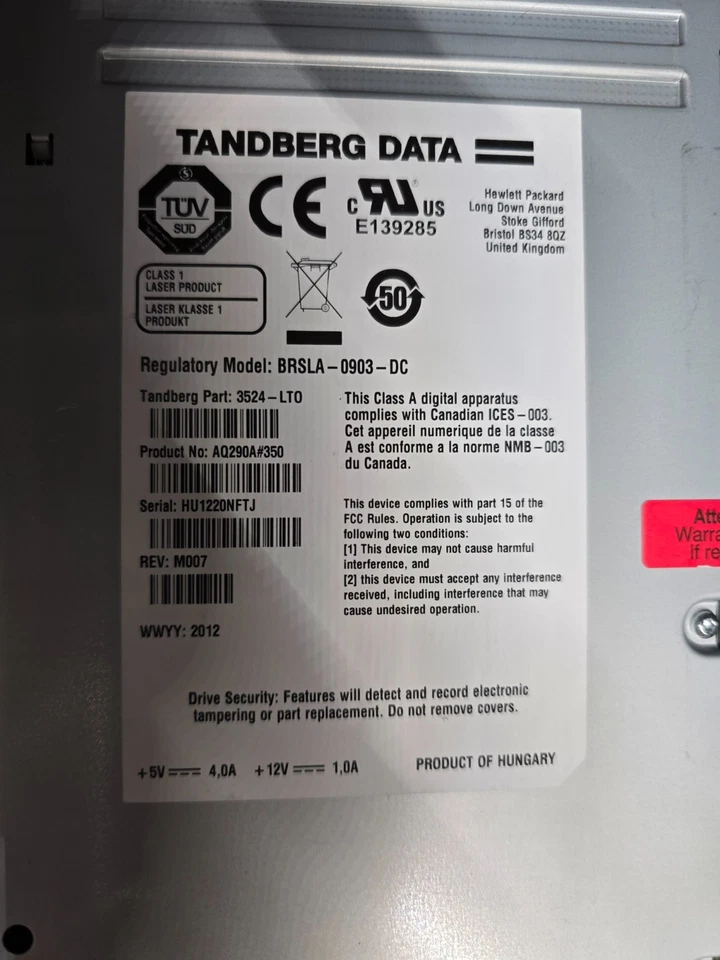 TANDBERG DATA
TÜV
SÜD
CE
C RU US
E139285
Hewlett Packard
Long Down Avenue
Stoke Gifford
Bristol BS34 8QZ
United Kingdom
CLASS 1
LASER PRODUCT
LASER KLASSE 1
PRODUKT
50
Regulatory Model: BRSLA-0903-DC
Tandberg Part: 3524-LTO
Product No: AQ290A#350
Serial: HU1220NFTJ
REV: M007
WWYY: 2012
This Class A digital apparatus
complies with Canadian ICES-003.
Cet appareil numerique de la classe
A est conforme a la norme NMB-003
du Canada.
This device complies with part 15 of the
FCC Rules. Operation is subject to the
following two conditions:
[1] This device may not cause harmful
interference, and
[2] this device must accept any interference
received, including interference that may
cause undesired operation.
Drive Security: Features will detect and record electronic
tampering or part replacement. Do not remove covers.
+5V 4,0A +12V 1,0A
PRODUCT OF HUNGARY
If re